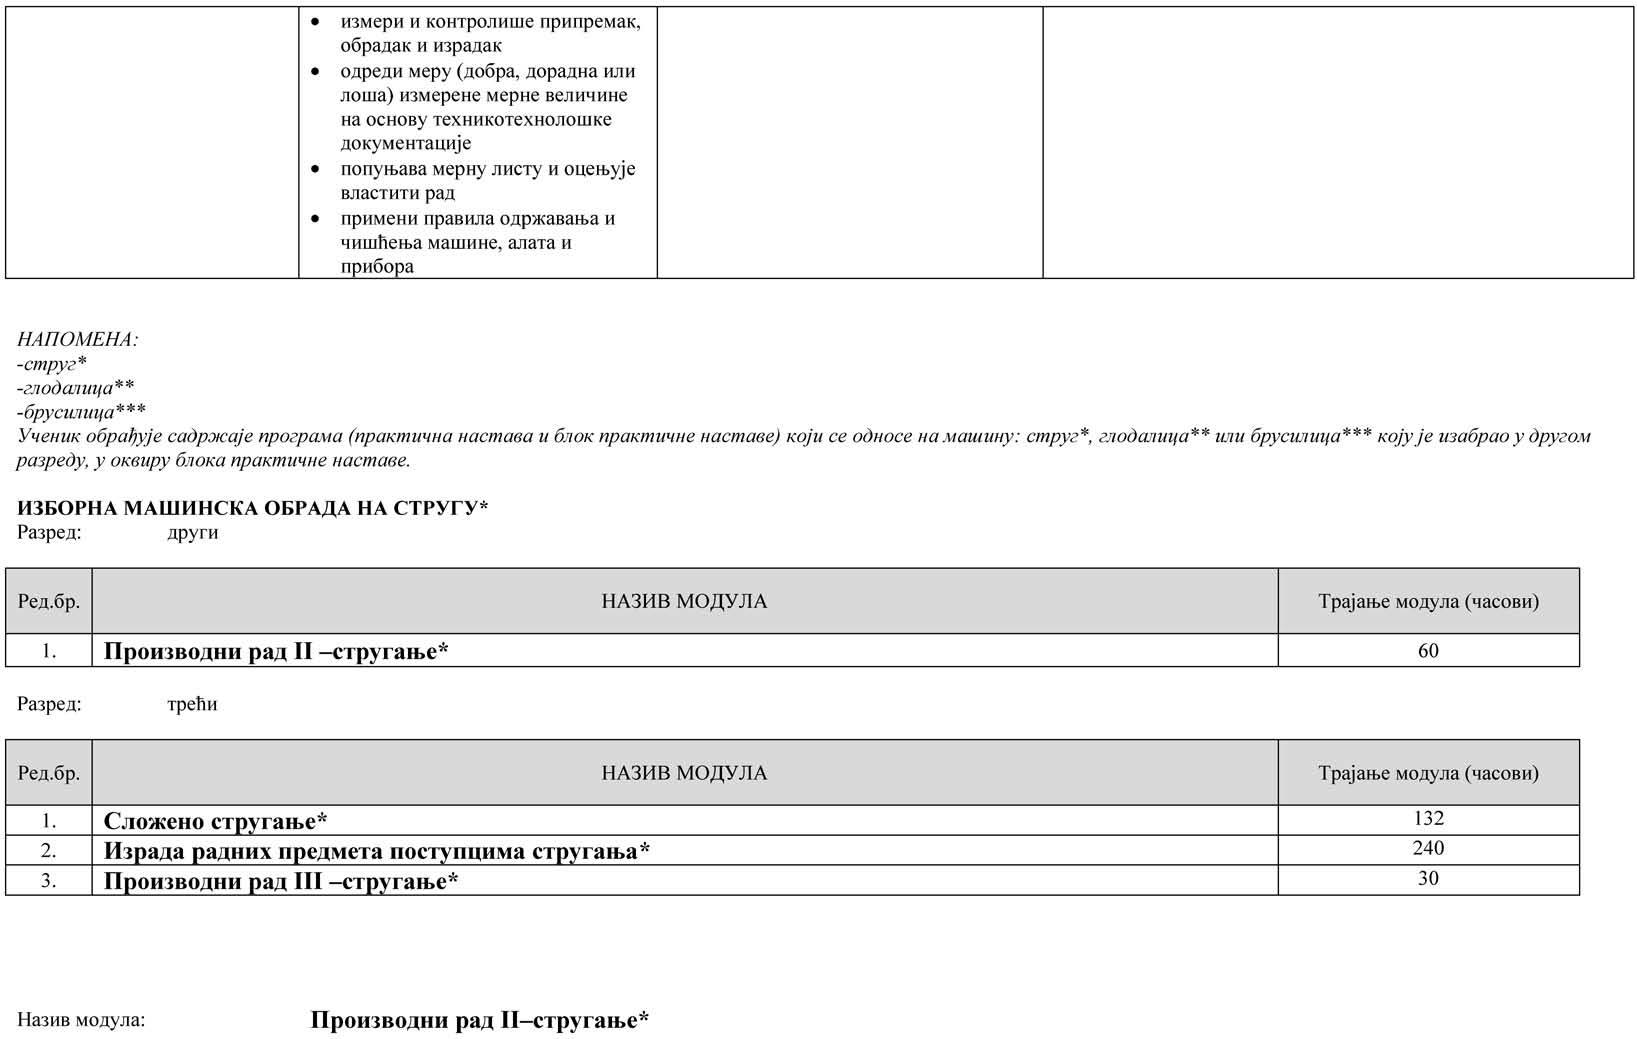 • измери и контролише припремак,
обрадак и израдак
• одреди меру (добра, дорадна или
лоша) измерене мерне величине
на основу техникотехнолошке
документације
• попуњава мерну листу и оцењује
властити рад
• примени правила одржавања и
чишћења машине, алата и
прибора
НАПОМЕНА:
-струг*
-глодалица**
-брусилица***
Ученик обрађује садржаје програма (практична настава и блок практичне наставе) који се односе на машину: струг*, глодалица** или брусилица*** коју је изабрао у другом
разреду, у оквиру блока практичне наставе.
ИЗБОРНА МАШИНСКА ОБРАДА НА СТРУГУ*
Разред: други
Ред.бр. НАЗИВ МОДУЛА Трајање модула (часови)
1. Производни рад II –стругање* 60
Разред: трећи
Ред.бр. НАЗИВ МОДУЛА Трајање модула (часови)
1. Сложено стругање* 132
2. Израда радних предмета поступцима стругања* 240
3. Производни рад III –стругање* 30
Назив модула: Производни рад II–стругање*